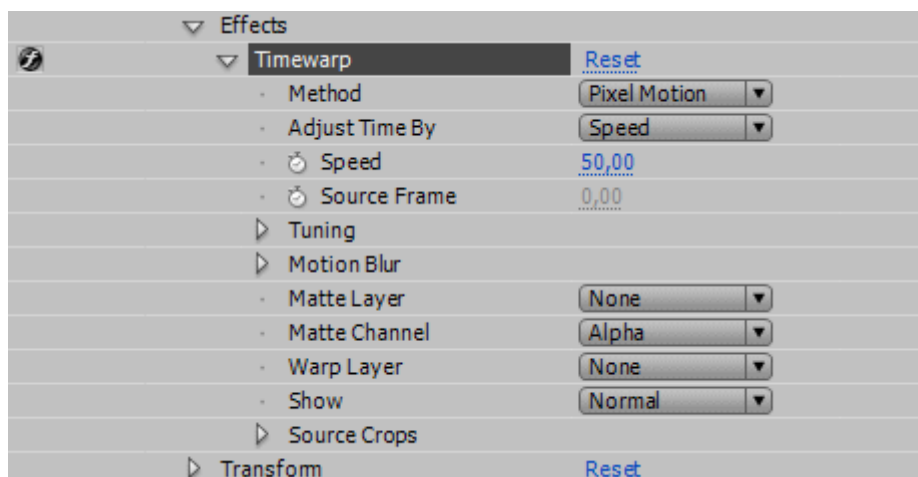 Effects
Timewarp Reset
Method Pixel Motion
Adjust Time By Speed
Speed 50,00
Source Frame 0,00
Tuning
Motion Blur
Matte Layer None
Matte Channel Alpha
Warp Layer None
Show Normal
Source Crops
Transform Reset